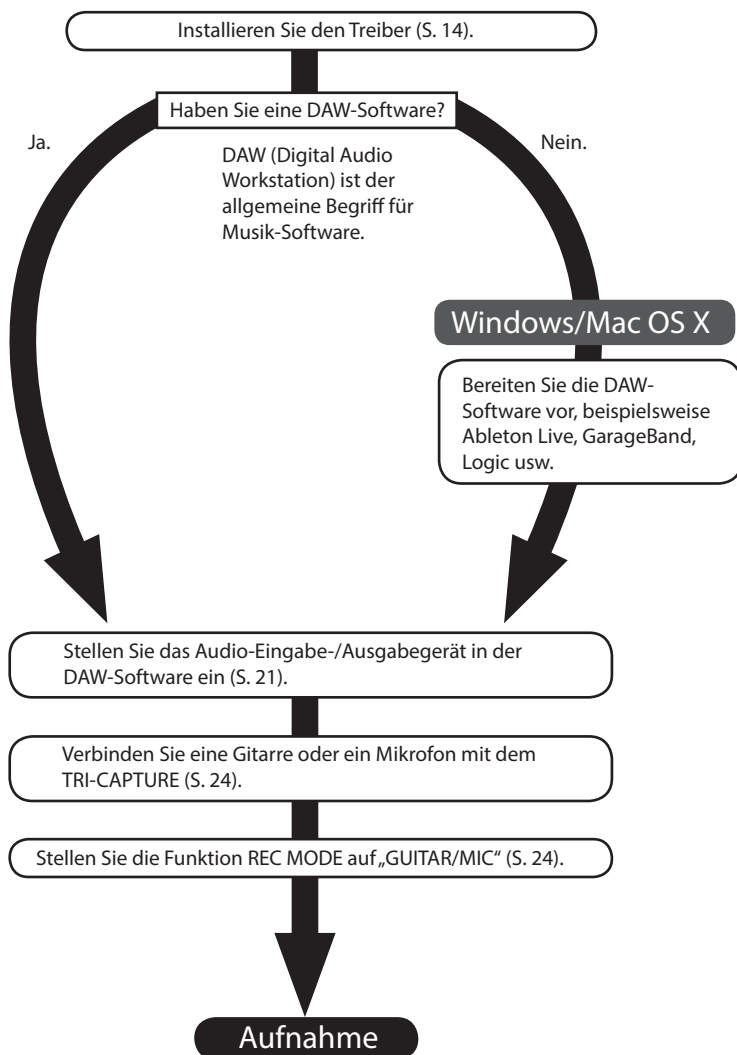 Installieren Sie den Treiber (S. 14).
Haben Sie eine DAW-Software?
Ja.
Nein.
DAW (Digital Audio
Workstation) ist der
allgemeine Begriff für
Musik-Software.
Windows/Mac OS X
Bereiten Sie die DAW-
Software vor, beispielsweise
Ableton Live, GarageBand,
Logic usw.
Stellen Sie das Audio-Eingabe-/Ausgabegerät in der
DAW-Software ein (S. 21).
Verbinden Sie eine Gitarre oder ein Mikrofon mit dem
TRI-CAPTURE (S. 24).
Stellen Sie die Funktion REC MODE auf „GUITAR/MIC“ (S. 24).
Aufnahme